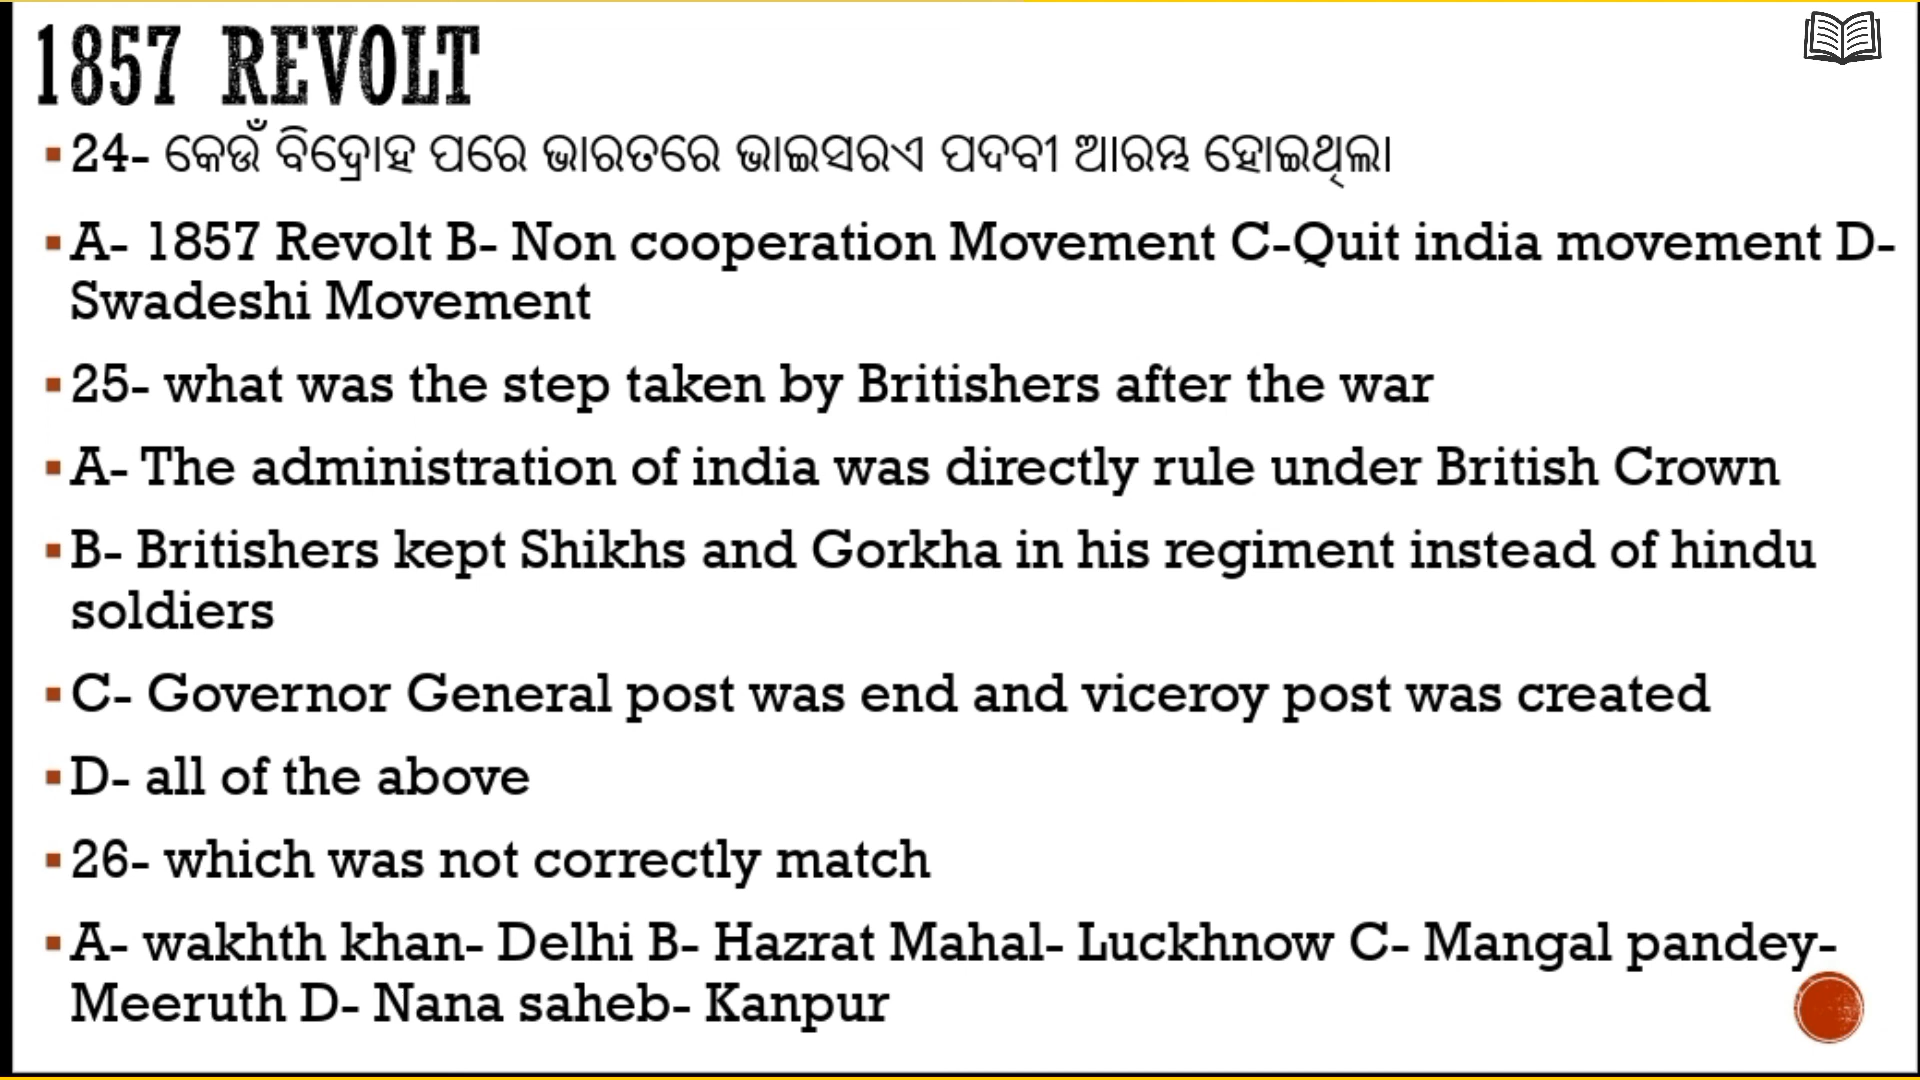 1857 REVOLT
▪ 24- କେଉଁ ବିଦ୍ରୋହ ପରେ ଭାରତରେ ଭାଇସରଏ ପଦବୀ ଆରମ୍ଭ ହୋଇଥିଲା
▪ A- 1857 Revolt B- Non cooperation Movement C-Quit india movement D-
Swadeshi Movement
▪ 25- what was the step taken by Britishers after the war
▪ A- The administration of india was directly rule under British Crown
▪ B- Britishers kept Shikhs and Gorkha in his regiment instead of hindu
soldiers
▪ C- Governor General post was end and viceroy post was created
▪ D- all of the above
▪ 26- which was not correctly match
▪ A- wakhth khan- Delhi B- Hazrat Mahal- Luckhnow C- Mangal pandey-
Meeruth D- Nana saheb- Kanpur